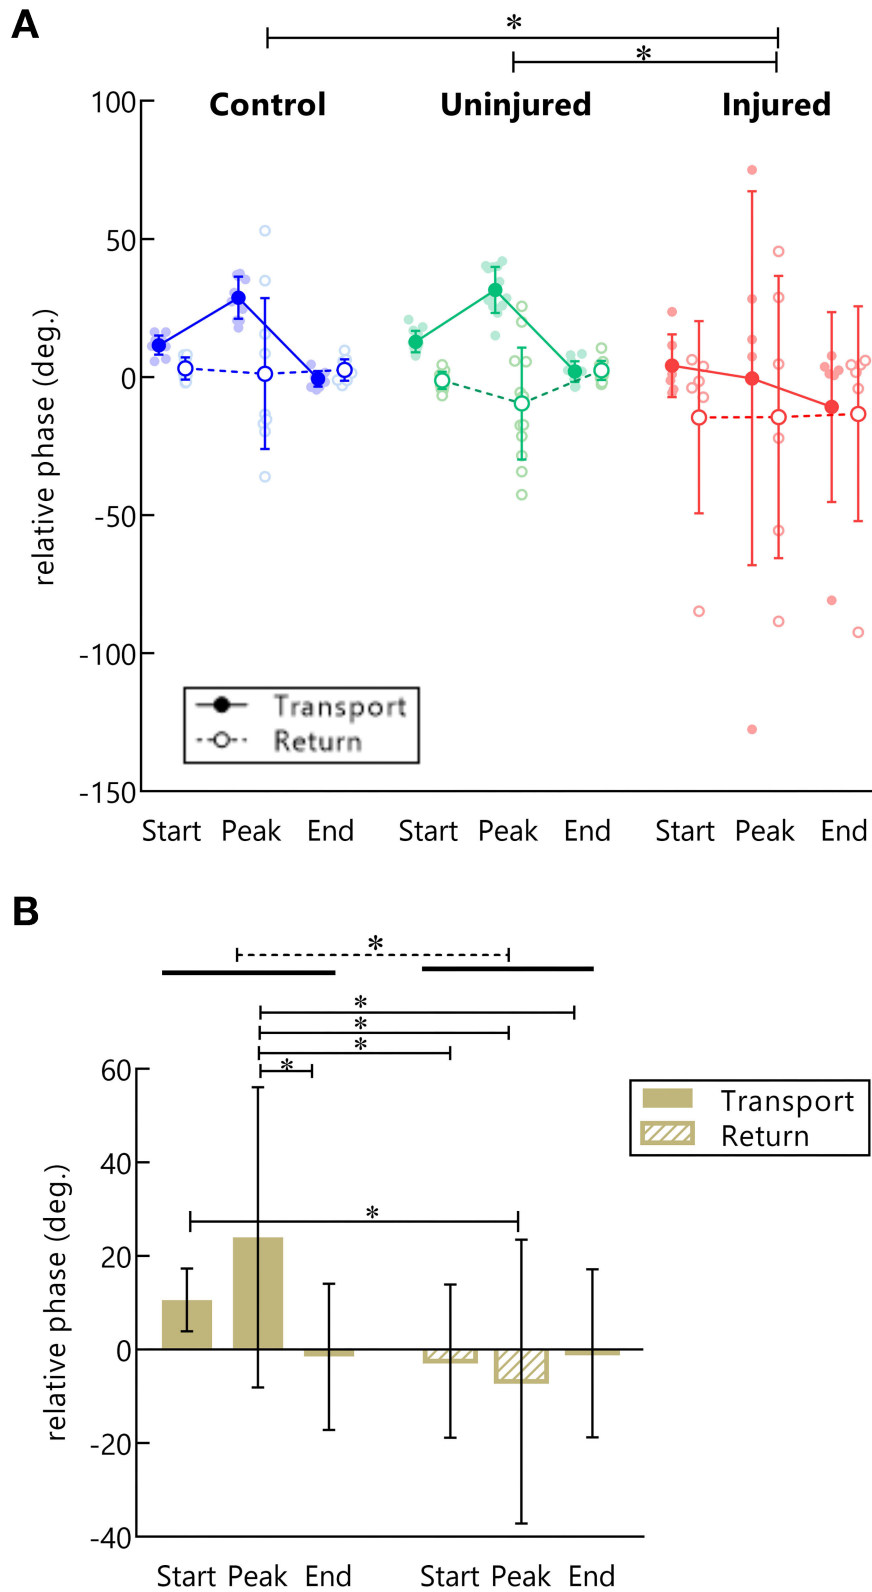 A
*
*
Control Uninjured Injured
100
50
0
-50
-100
-150
relative phase (deg.)
Transport
Return
Start Peak End Start Peak End Start Peak End
B
*
*
*
*
*
*
60
40
20
0
-20
-40
relative phase (deg.)
Transport
Return
Start Peak End Start Peak End